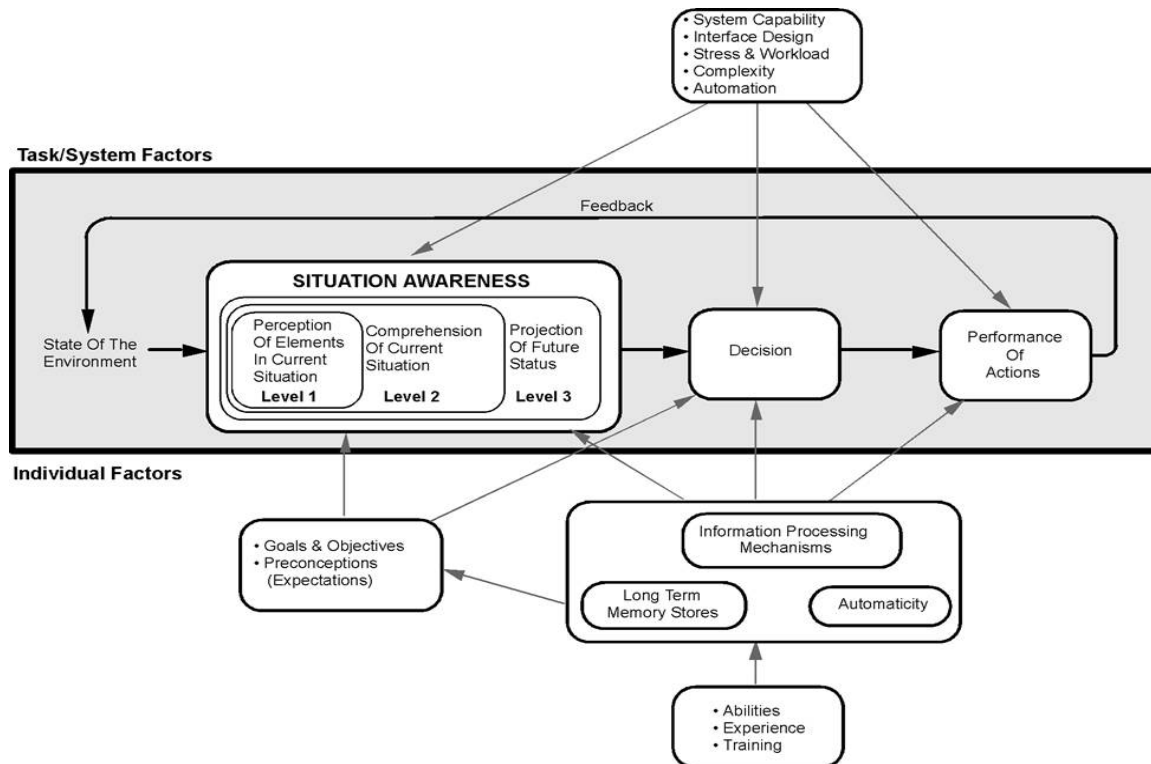 • System Capability
• Interface Design
• Stress & Workload
• Complexity
• Automation
Task/System Factors
Feedback
SITUATION AWARENESS
State Of The
Environment
Perception
Of Elements
In Current
Situation
Level 1
Comprehension
Of Current
Situation
Level 2
Projection
Of Future
Status
Level 3
Decision
Performance
Of
Actions
Individual Factors
• Goals & Objectives
• Preconceptions
(Expectations)
Information Processing
Mechanisms
Long Term
Memory Stores
Automaticity
• Abilities
• Experience
• Training